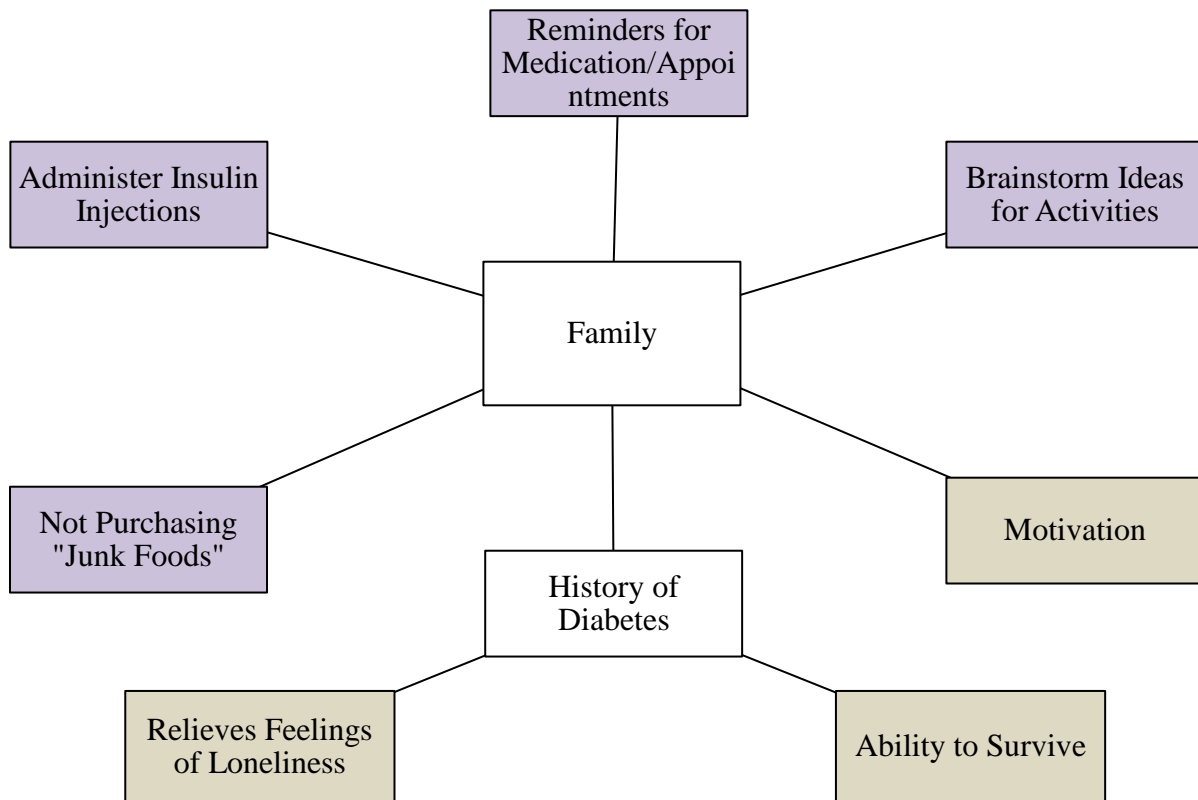 Reminders for
Medication/Appoi
ntments
Administer Insulin
Injections
Brainstorm Ideas
for Activities
Family
Not Purchasing
"Junk Foods"
Motivation
History of
Diabetes
Relieves Feelings
of Loneliness
Ability to Survive